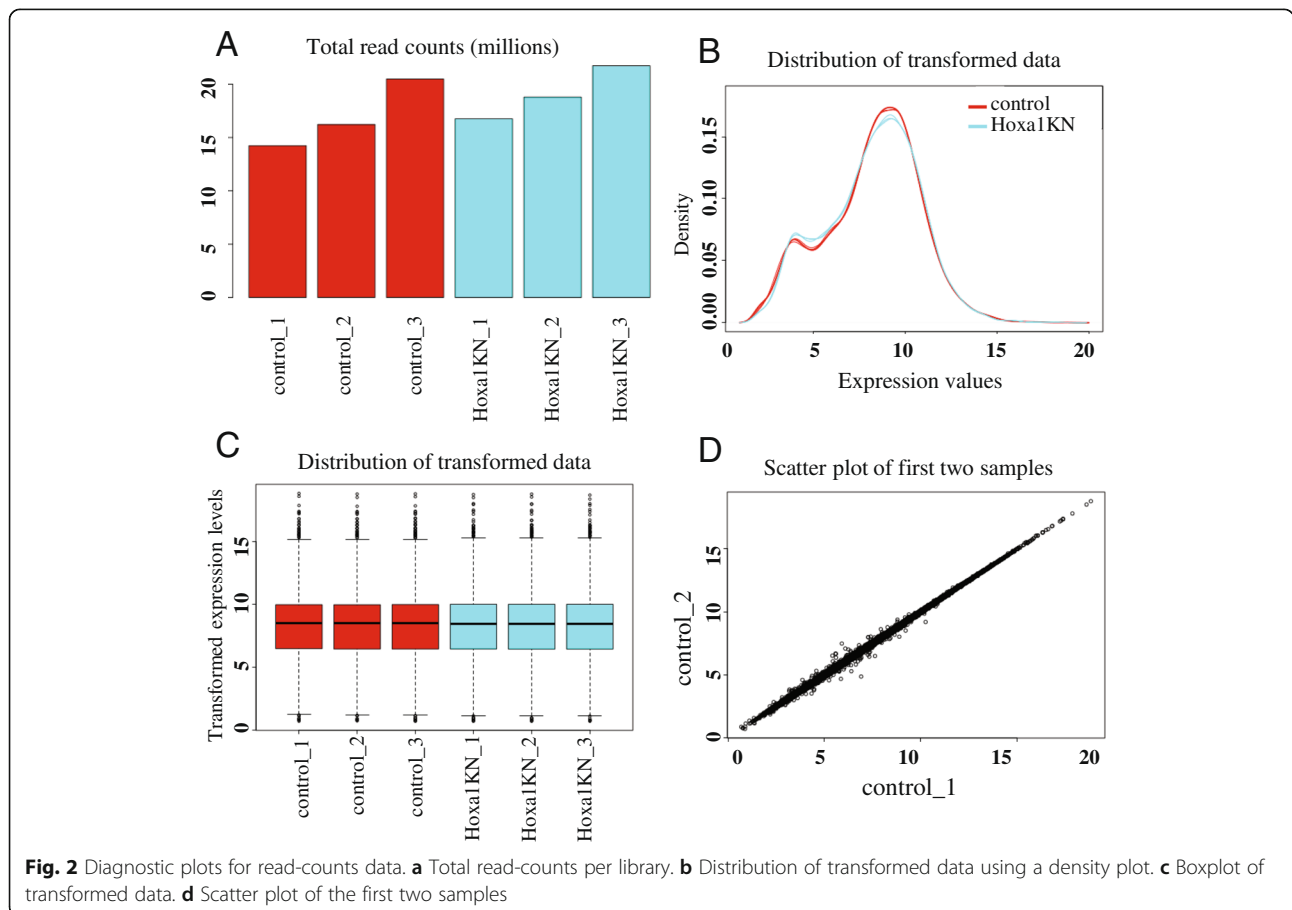 A
Total read counts (millions)
20
15
10
5
0
control_1
control_2
control_3
Hoxa1KN_1
Hoxa1KN_2
Hoxa1KN_3
B
Distribution of transformed data
control
Hoxa1KN
Density
0.15
0.10
0.05
0.00
0 5 10 15 20
Expression values
C
Distribution of transformed data
Transformed expression levels
15
10
5
0
control_1
control_2
control_3
Hoxa1KN_1
Hoxa1KN_2
Hoxa1KN_3
D
Scatter plot of first two samples
control_2
15
10
5
0
0 5 10 15 20
control_1
Fig. 2 Diagnostic plots for read-counts data. a Total read-counts per library. b Distribution of transformed data using a density plot. c Boxplot of
transformed data. d Scatter plot of the first two samples